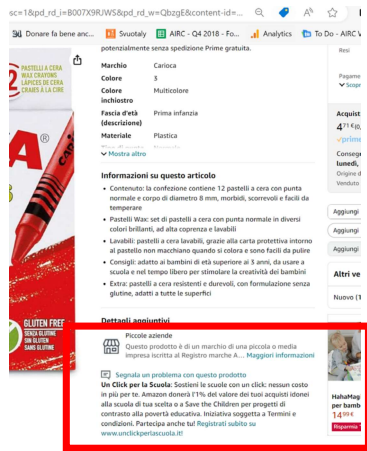 esc=1&pd_rd_i=B007X9RJWS&pd_rd_w=QbzgE&content-id=...
Donare fa bene anc...
Svuotaly
AIRC - Q4 2018 - Fo...
Analytics
to Do - AIRC
potenzialmente senza spedizione Prime gratuita.
PASTELLI A CERA
WAX CRAYONS
LÁPICES DE CERA
CRAIES À LA CIRE
Marchio Carioca
Colore 3
Colore inchiostro Multicolore
Fascia d'età (descrizione) Prima infanzia
Materiale Plastica
Mostra altro
Informazioni su questo articolo
• Contenuto: la confezione contiene 12 pastelli a cera con punta
normale e corpo di diametro 8 mm, morbidi, scorrevoli e facili da
temperare
• Pastelli Wax: set di pastelli a cera con punta normale in diversi
colori brillanti, ad alta coprenza e lavabili
• Lavabili: pastelli a cera lavabili, grazie alla carta protettiva intorno
al pastello non macchiano quando si colora e sono facili da pulire
• Consigli: adatto ai bambini di età superiore ai 3 anni, da usare a
scuola e nel tempo libero per stimolare la creatività dei bambini
• Extra: pastelli a cera resistenti e durevoli, con formulazione senza
glutine, adatti a tutte le superfici
GLUTEN FREE
SENZA GLUTINE
SIN GLUTEN
SANS GLUTEN
Dettagli aggiuntivi
Piccole aziende
Questo prodotto è di un marchio di una piccola o media
impresa iscritta al Registro marche A... Maggiori informazioni
Segnala un problema con questo prodotto
Un Click per la Scuola: Sostieni le scuole con un click: nessun costo
in più per te. Amazon donerà l'1% del valore dei tuoi acquisti idonei
alla scuola di tua scelta o a Save the Children per progetti di
contrasto alla povertà educativa. Iniziativa soggetta a Termini e
condizioni. Partecipa anche tu! Registrati subito su
www.unclickperlascuola.it!
Resi
Pagame
Scopr
Acquist
4,71 €
prime
Conseg
lunedì,
Origine d
Venduto
Aggiungi
Aggiungi
Aggiungi
Altri ve
Nuovo (1
HahaMag
per bamb
14,99 €
Risparmia